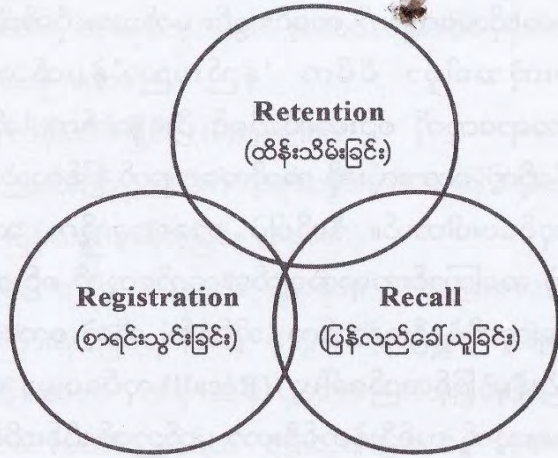 Retention
(ထိန်းသိမ်းခြင်း)
Registration
(စာရင်းသွင်းခြင်း)
Recall
(ပြန်လည်ခေါ်ယူခြင်း)